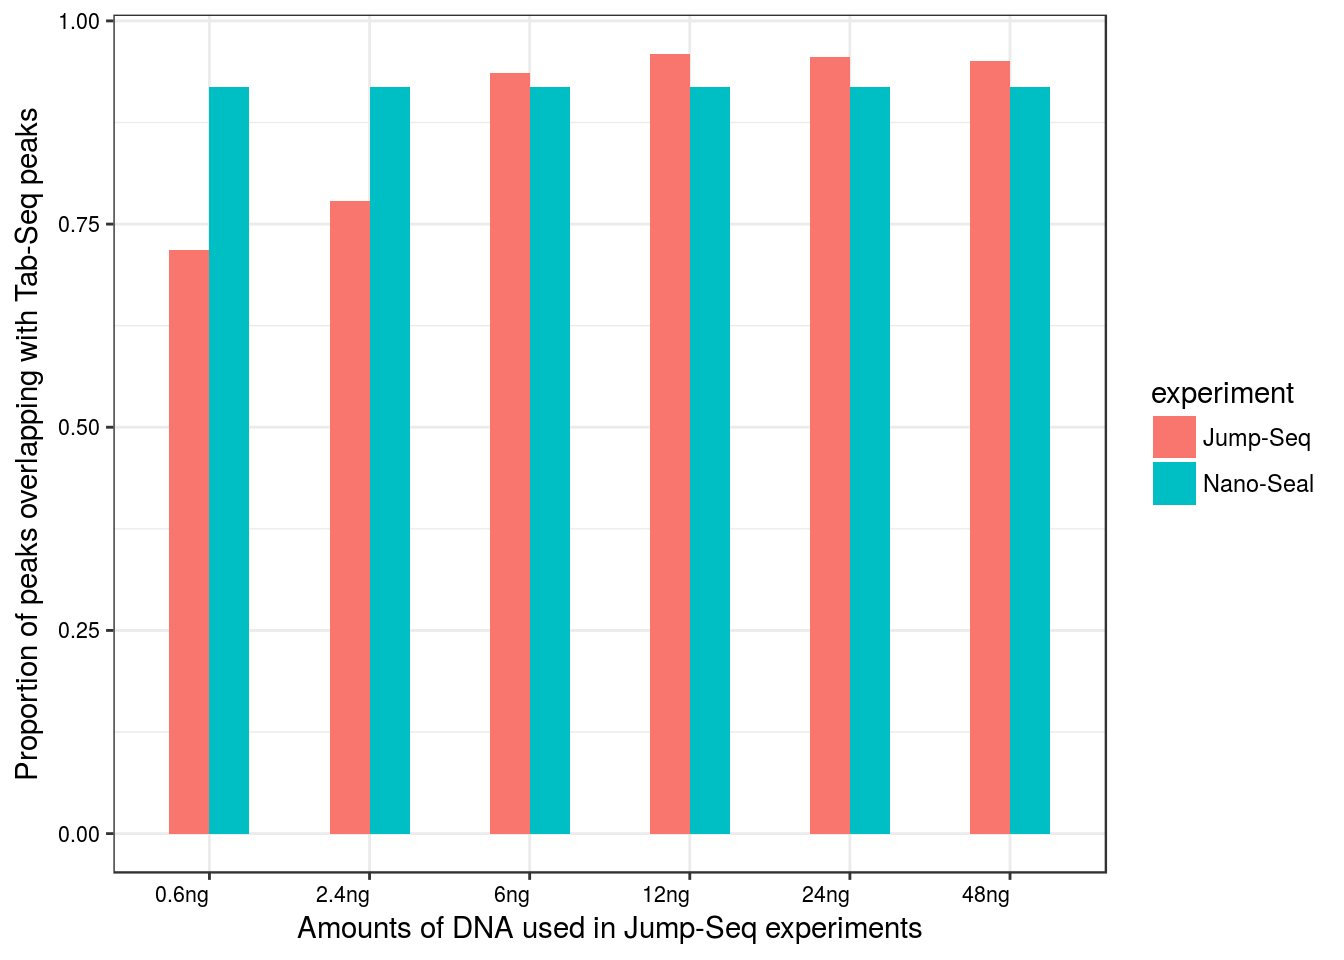 Proportion of peaks overlapping with Tab-Seq peaks
1.00
0.75
0.50
0.25
0.00
0.6ng 2.4ng 6ng 12ng 24ng 48ng
Amounts of DNA used in Jump-Seq experiments
experiment
Jump-Seq
Nano-Seal